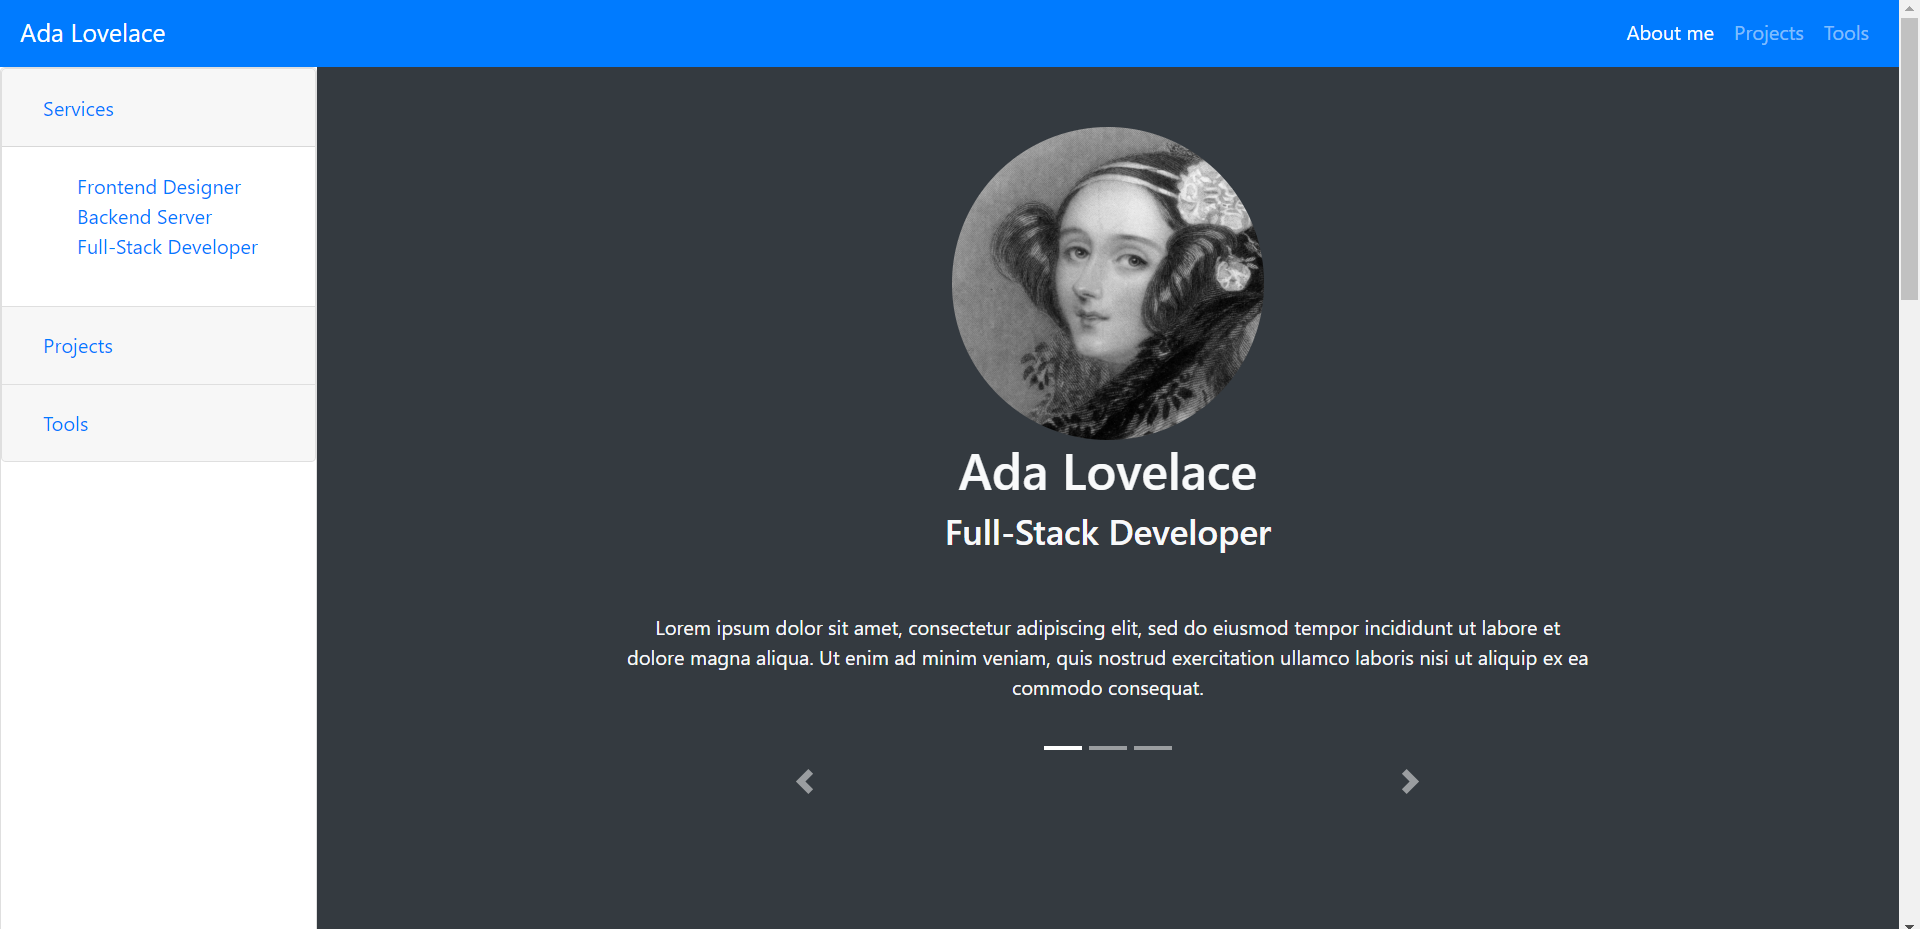 Ada Lovelace
About me Projects Tools
Services
Frontend Designer
Backend Server
Full-Stack Developer
Projects
Tools
Ada Lovelace
Full-Stack Developer
Lorem ipsum dolor sit amet, consectetur adipiscing elit, sed do eiusmod tempor incididunt ut labore et
dolore magna aliqua. Ut enim ad minim veniam, quis nostrud exercitation ullamco laboris nisi ut aliquip ex ea
commodo consequat.